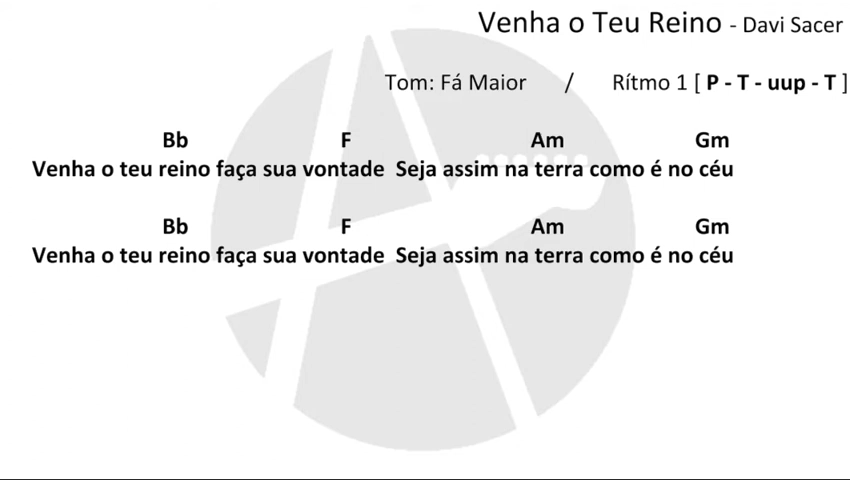 Venha o Teu Reino - Davi Sacer
Tom: Fá Maior / Rítmo 1 [ P - T - uup - T ]
Bb F Am Gm
Venha o teu reino faça sua vontade Seja assim na terra como é no céu
Bb F Am Gm
Venha o teu reino faça sua vontade Seja assim na terra como é no céu